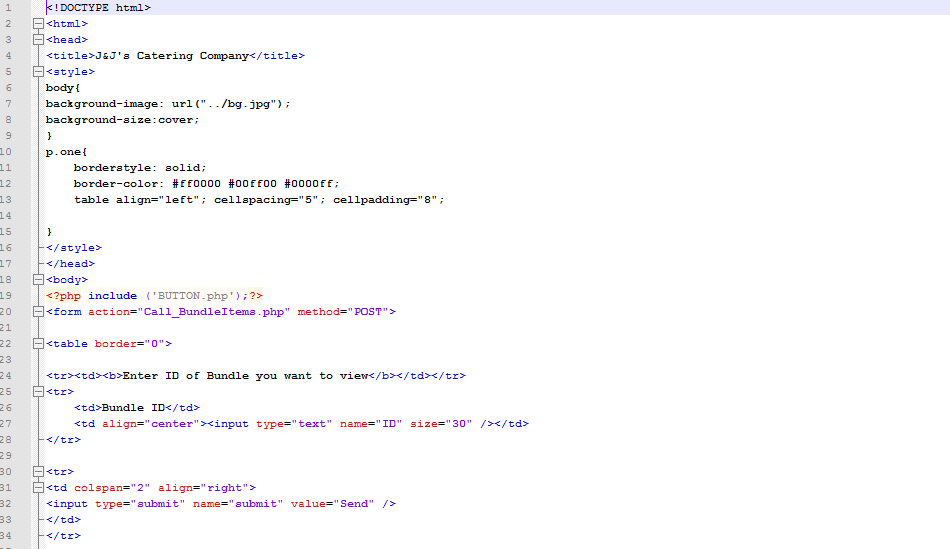 1 <!DOCTYPE html>
2 <html>
3 <head>
4 <title>J&J's Catering Company</title>
5 <style>
6 body{
7 background-image: url("../bg.jpg");
8 background-size:cover;
9 }
10 p.one{
11     borderstyle: solid;
12     border-color: #ff0000 #00ff00 #0000ff;
13     table align="left"; cellspacing="5"; cellpadding="8";
14
15 }
16 </style>
17 </head>
18 <body>
19 <?php include ('BUTTON.php');?>
20 <form action="Call_BundleItems.php" method="POST">
21
22 <table border="0">
23
24 <tr><td><b>Enter ID of Bundle you want to view</b></td></tr>
25 <tr>
26     <td>Bundle ID</td>
27     <td align="center"><input type="text" name="ID" size="30" /></td>
28 </tr>
29
30 <tr>
31 <td colspan="2" align="right">
32 <input type="submit" name="submit" value="Send" />
33 </td>
34 </tr>